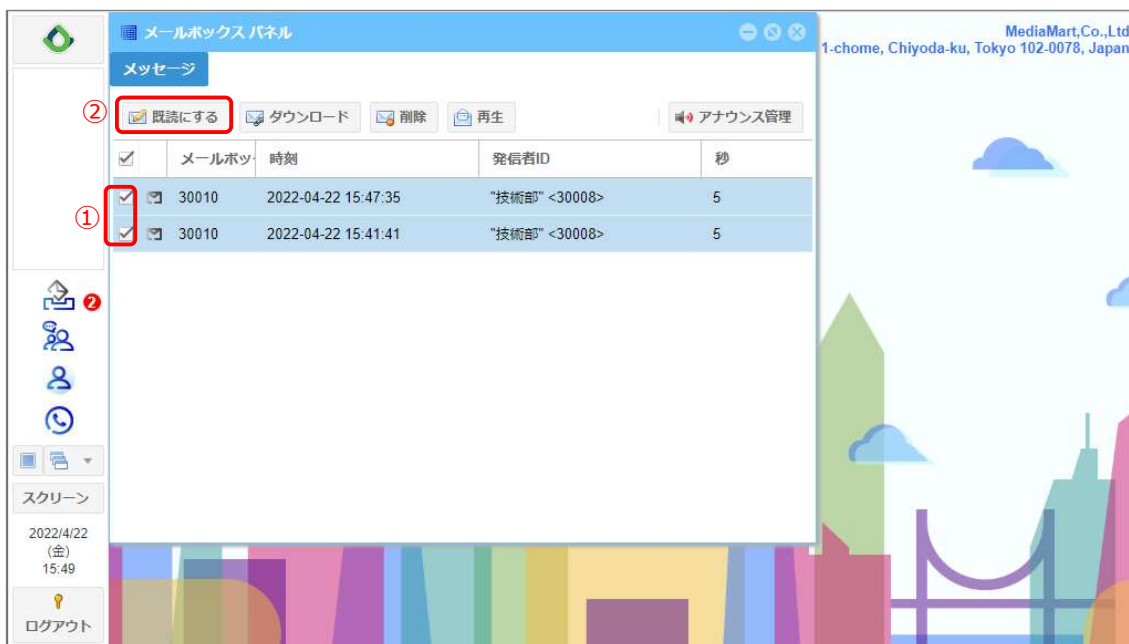 メールボックス パネル
MediaMart,Co.,Ltd
1-chome, Chiyoda-ku, Tokyo 102-0078, Japan
メッセージ
② 既読にする ダウンロード 削除 再生 アナウンス管理
メールボッ 時刻 発信者ID 秒
30010 2022-04-22 15:47:35 "技術部" <30008> 5
①
30010 2022-04-22 15:41:41 "技術部" <30008> 5
2
スクリーン
2022/4/22
(金)
15:49
ログアウト